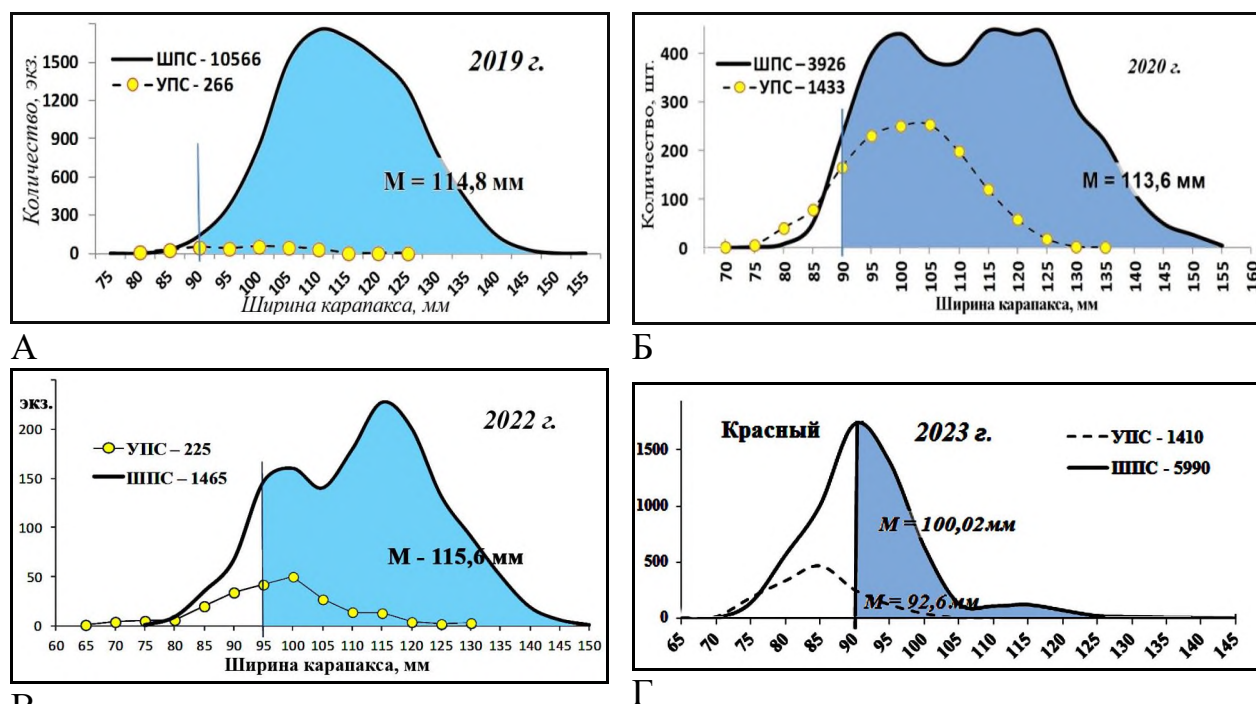 1800
1500
1200
900
600
300
0
Количество, экз.
ШПС - 10566
УПС - 266
2019 г.
М = 114,8 мм
75 80 85 90 95 100 105 110 115 120 125 130 135 140 145 150 155
Ширина карапакса, мм
А
400
300
200
100
0
Количество, шт.
ШПС – 3926
УПС – 1433
2020 г.
М = 113,6 мм
70 75 80 85 90 95 100 105 110 115 120 125 130 135 140 145 150 155 160
Ширина карапакса, мм
Б
экз.
200
150
100
50
0
2022 г.
УПС – 225
ШПС – 1465
М - 115,6 мм
60 65 70 75 80 85 90 95 100 105 110 115 120 125 130 135 140 145 150
Ширина карапакса, мм
В
1500
1000
500
0
Красный
2023 г.
УПС - 1410
ШПС - 5990
М = 100,02мм
М = 92,6мм
65 70 75 80 85 90 95 100 105 110 115 120 125 130 135 140 145
Г